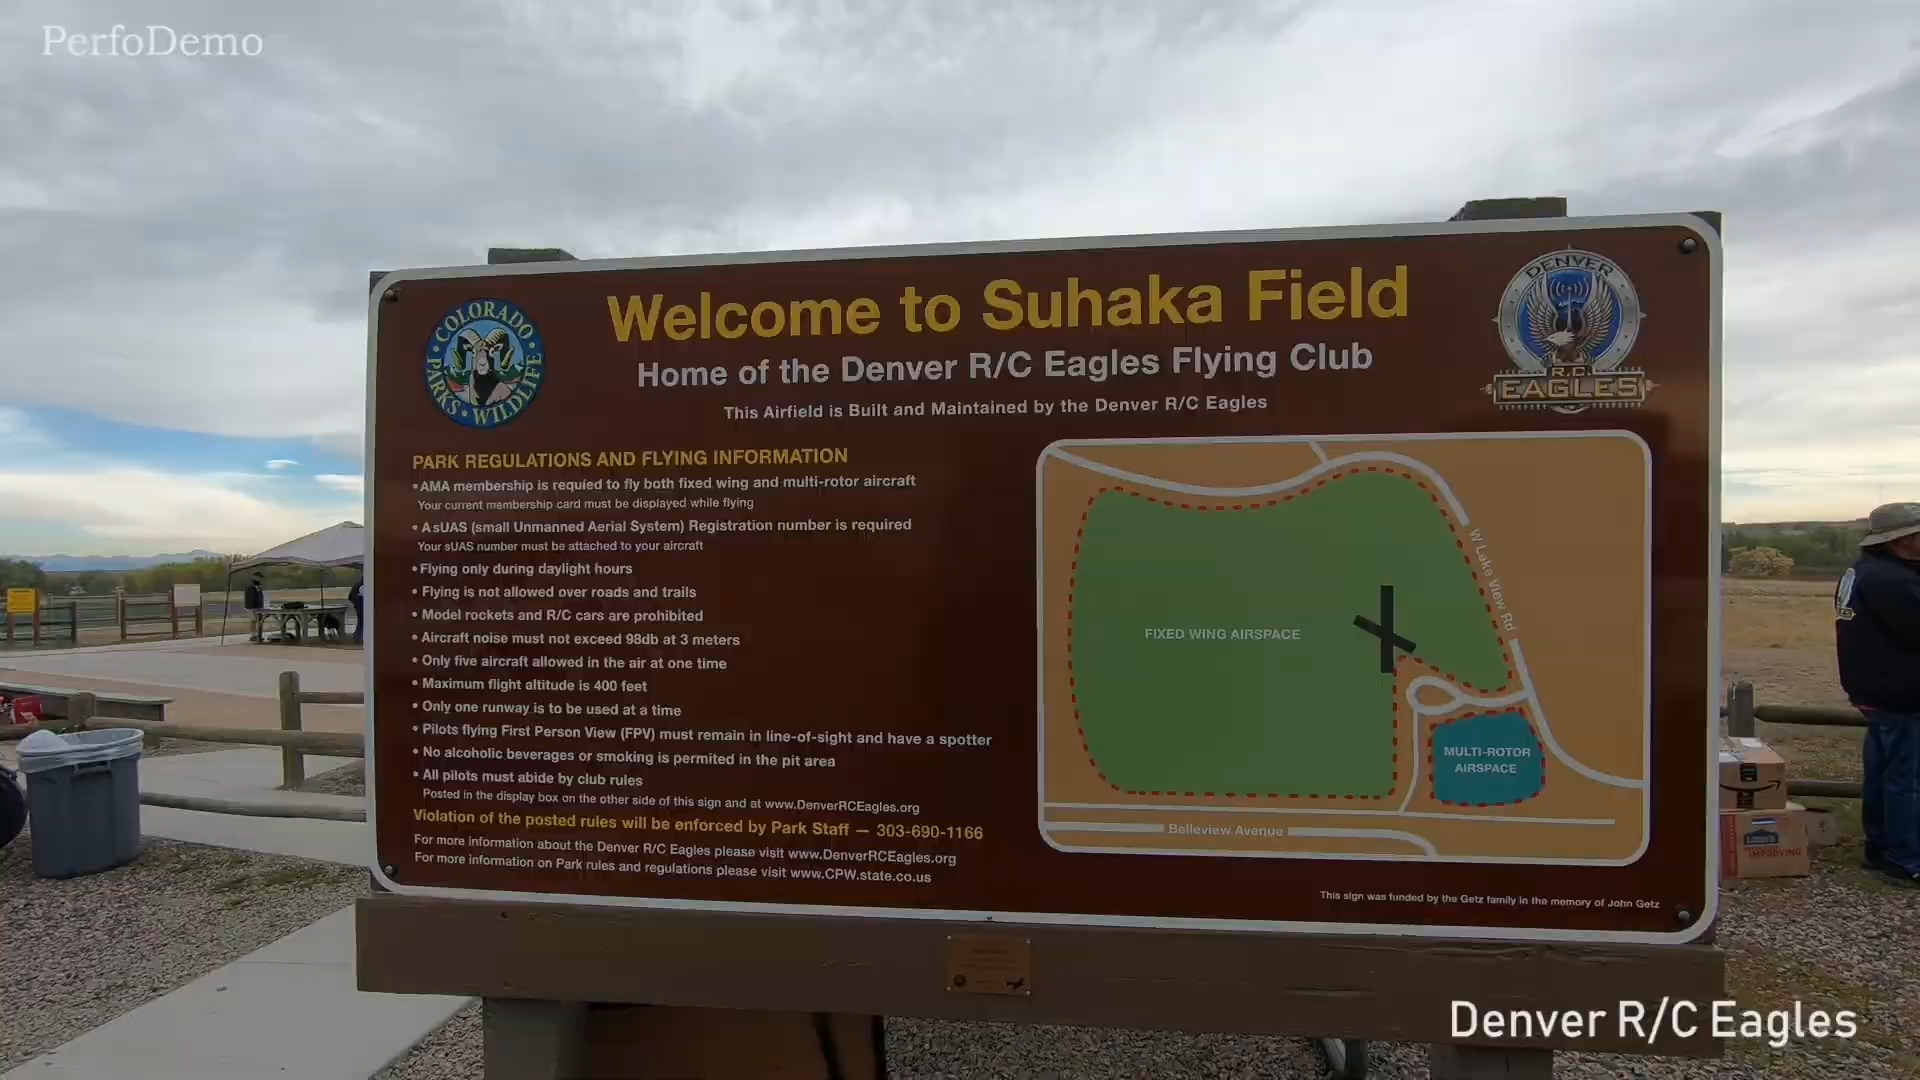 PerfoDemo
Welcome to Suhaka Field
Home of the Denver R/C Eagles Flying Club
This Airfield is Built and Maintained by the Denver R/C Eagles
COLORADO
PARKS • WILDLIFE
DENVER
R.C.
EAGLES
PARK REGULATIONS AND FLYING INFORMATION
• AMA membership is requied to fly both fixed wing and multi-rotor aircraft
Your current membership card must be displayed while flying
• A sUAS (small Unmanned Aerial System) Registration number is required
Your sUAS number must be attached to your aircraft
• Flying only during daylight hours
• Flying is not allowed over roads and trails
• Model rockets and R/C cars are prohibited
• Aircraft noise must not exceed 98db at 3 meters
• Only five aircraft allowed in the air at one time
• Maximum flight altitude is 400 feet
• Only one runway is to be used at a time
• Pilots flying First Person View (FPV) must remain in line-of-sight and have a spotter
• No alcoholic beverages or smoking is permited in the pit area
• All pilots must abide by club rules
Posted in the display box on the other side of this sign and at www.DenverRCEagles.org
Violation of the posted rules will be enforced by Park Staff — 303-690-1166
For more information about the Denver R/C Eagles please visit www.DenverRCEagles.org
For more information on Park rules and regulations please visit www.CPW.state.co.us
W Lake View Rd
FIXED WING AIRSPACE
MULTI-ROTOR
AIRSPACE
Belleview Avenue
This sign was funded by the Getz family in the memory of John Getz
Denver R/C Eagles